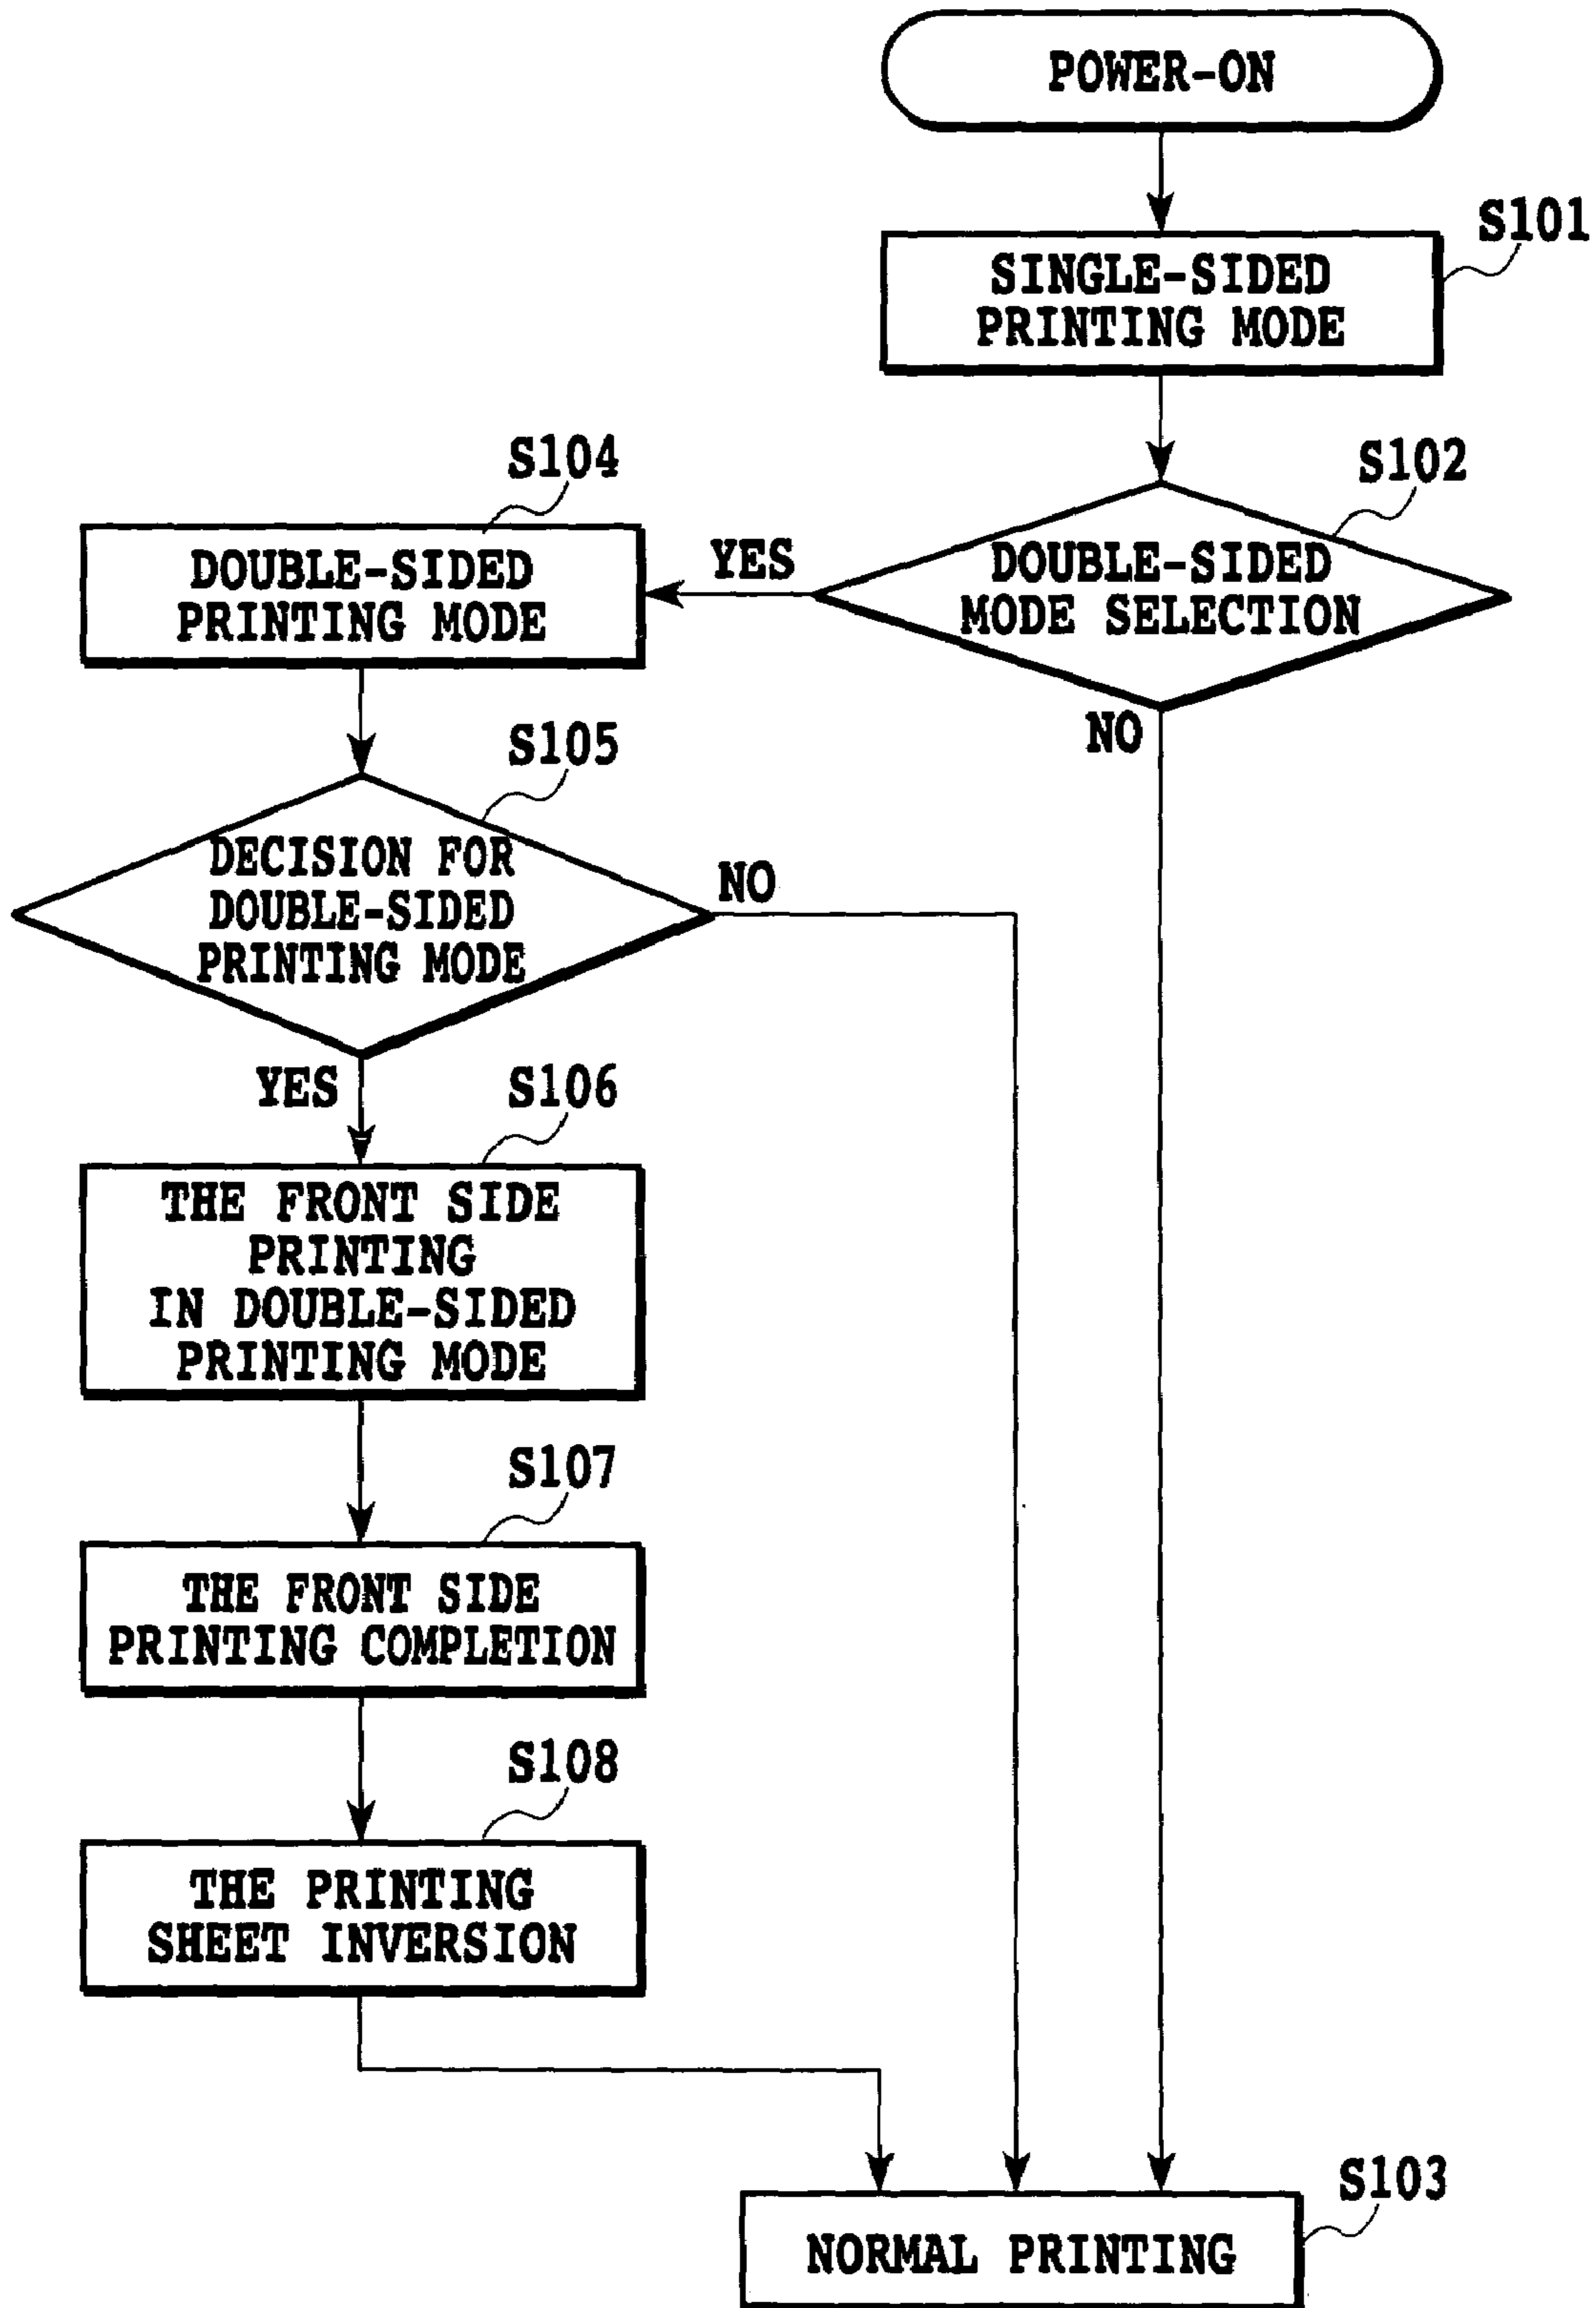 POWER-ON
S101
SINGLE-SIDED
PRINTING MODE
S102
DOUBLE-SIDED
MODE SELECTION
YES
NO
S104
DOUBLE-SIDED
PRINTING MODE
S105
DECISION FOR
DOUBLE-SIDED
PRINTING MODE
NO
YES
S106
THE FRONT SIDE
PRINTING
IN DOUBLE-SIDED
PRINTING MODE
S107
THE FRONT SIDE
PRINTING COMPLETION
S108
THE PRINTING
SHEET INVERSION
S103
NORMAL PRINTING